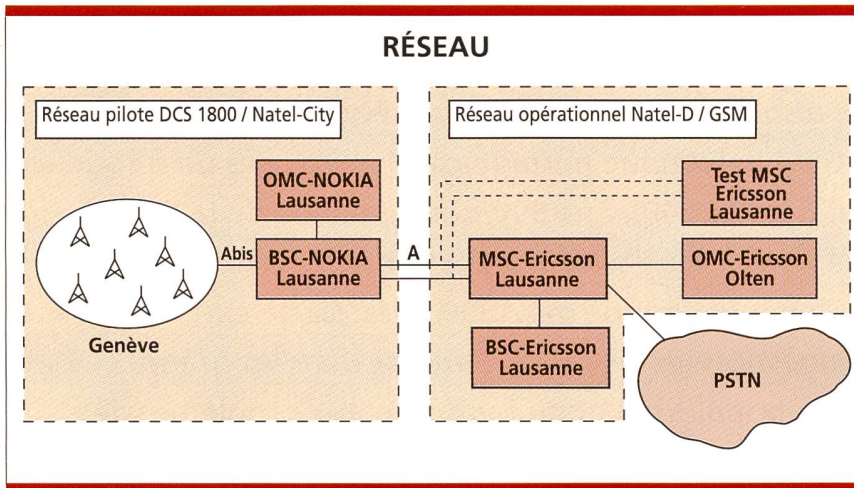 RÉSEAU
Réseau pilote DCS 1800 / Natel-City
Réseau opérationnel Natel-D / GSM
OMC-NOKIA
Lausanne
Test MSC
Ericsson
Lausanne
Abis
BSC-NOKIA
Lausanne
A
MSC-Ericsson
Lausanne
OMC-Ericsson
Olten
Genève
BSC-Ericsson
Lausanne
PSTN